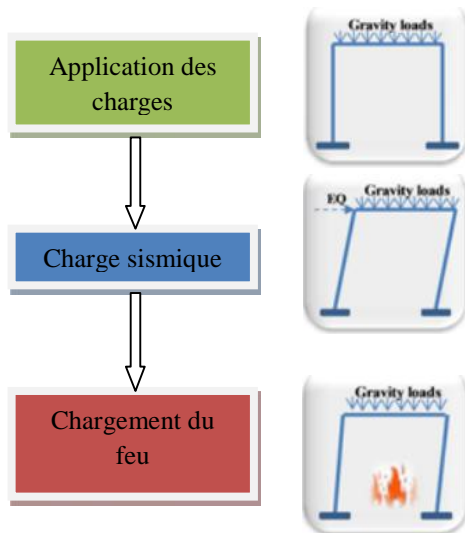 Application des
charges
Gravity loads
Charge sismique
Gravity loads
EQ
Chargement du
feu
Gravity loads